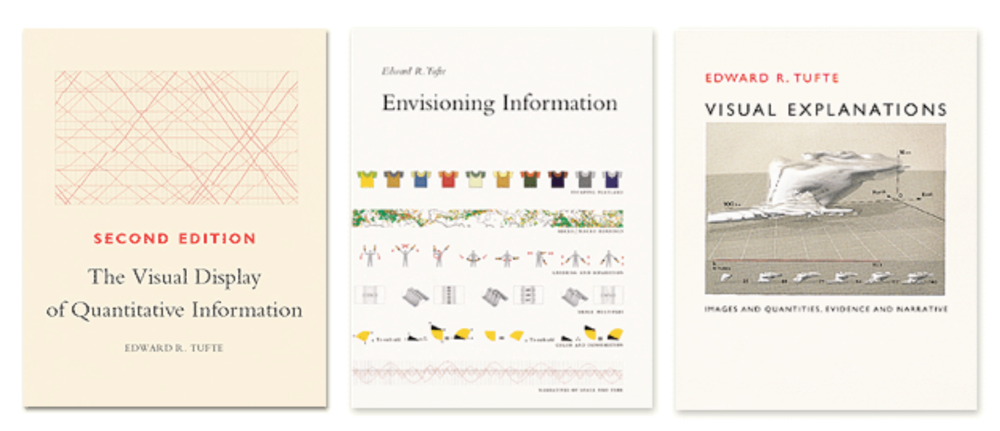 SECOND EDITION
The Visual Display
of Quantitative Information
EDWARD R. TUFTE
Edward R. Tufte
Envisioning Information
ESCAPING FLATLAND
MICRO/MACRO READINGS
LAYERING AND SEPARATION
SMALL MULTIPLES
COLOR AND INFORMATION
NARRATIVES OF SPACE AND TIME
EDWARD R. TUFTE
VISUAL EXPLANATIONS
North
East
IMAGES AND QUANTITIES, EVIDENCE AND NARRATIVE